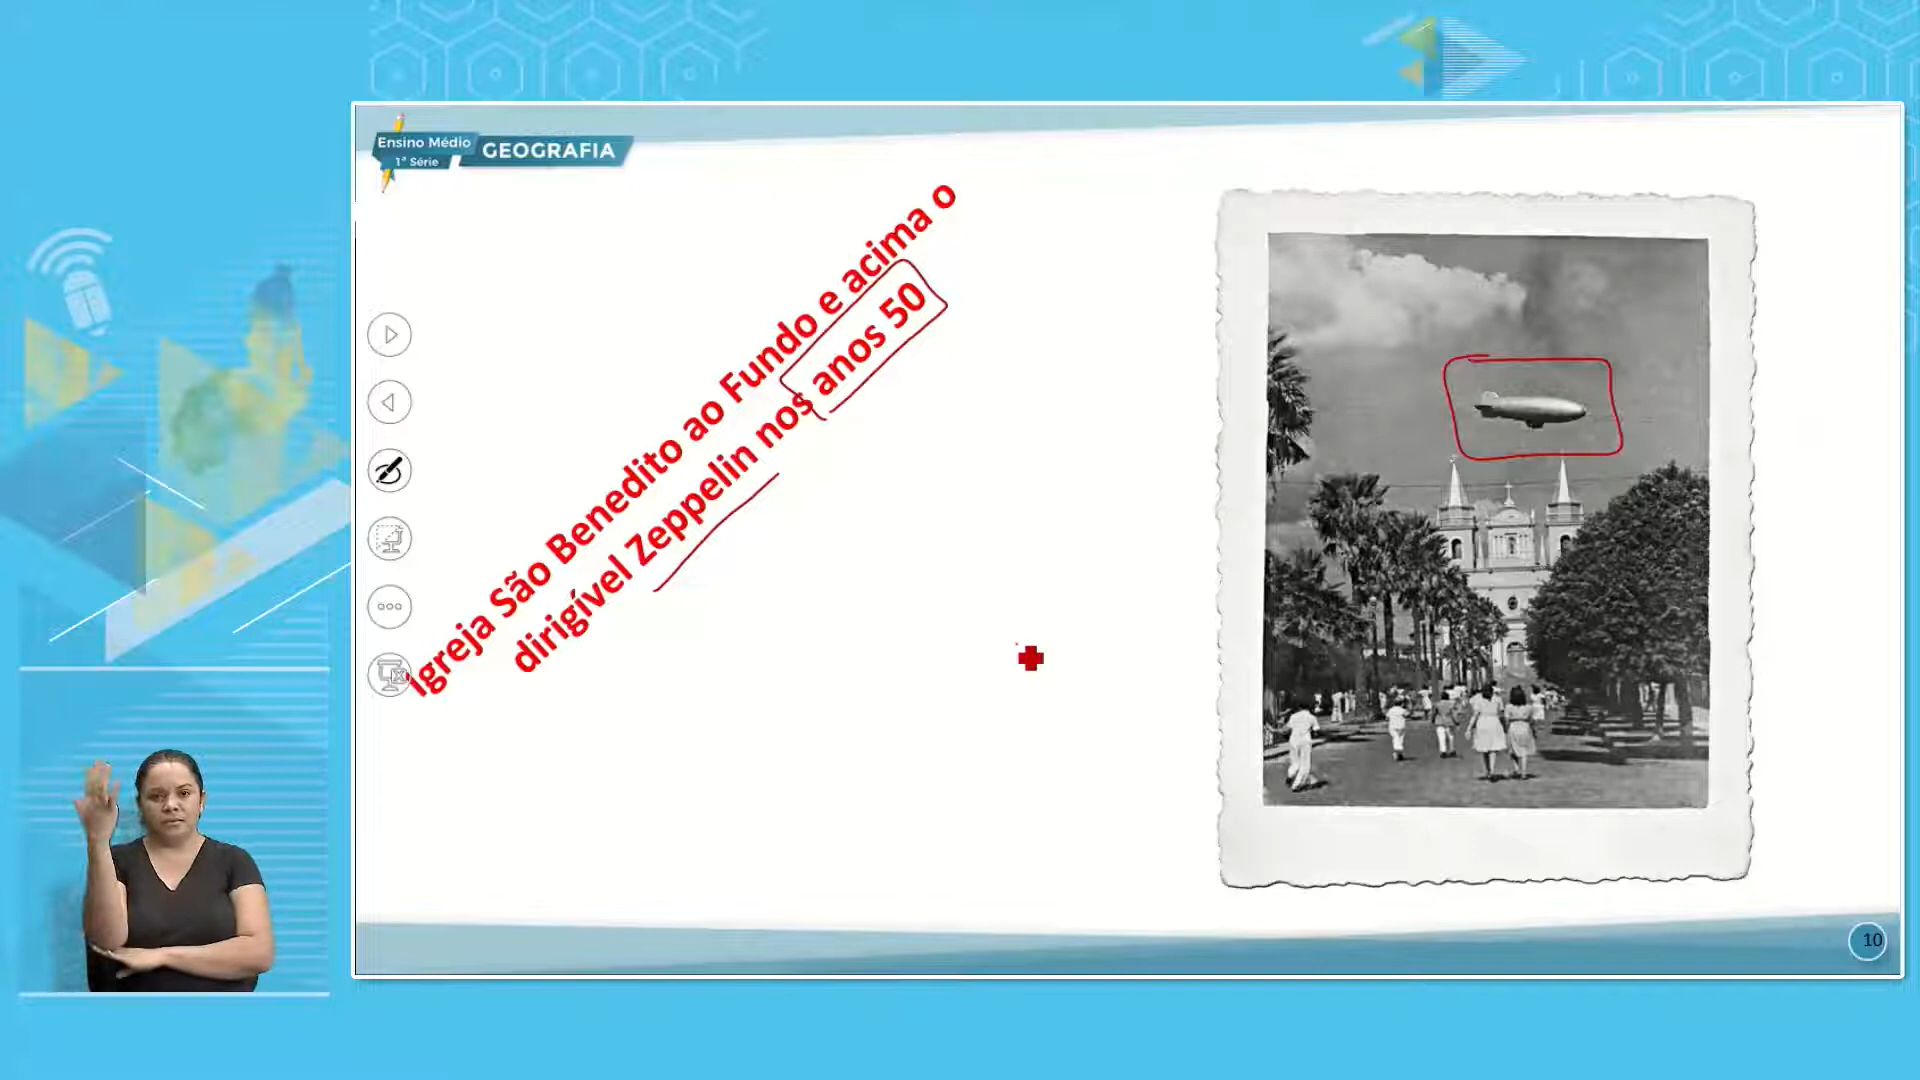 Ensino Médio
1ª Série
GEOGRAFIA
Igreja São Benedito ao Fundo e acima o
dirigível Zeppelin nos anos 50
10